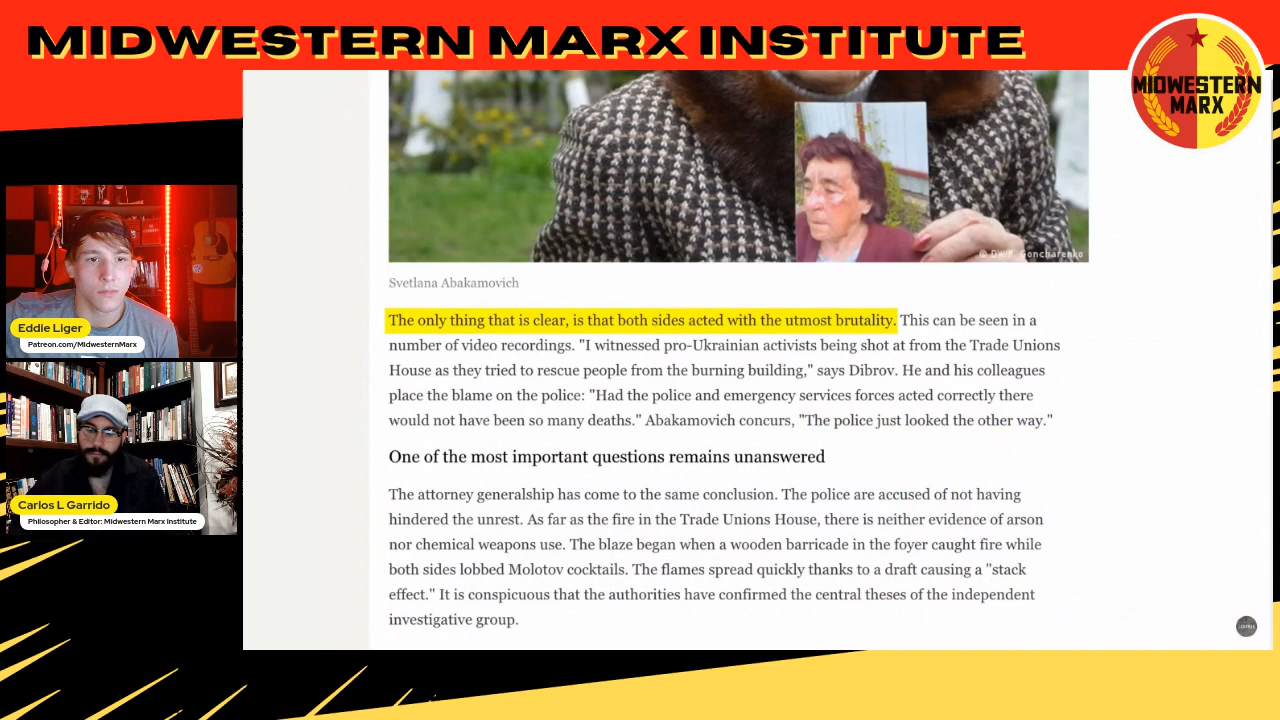 MIDWESTERN MARX INSTITUTE
MIDWESTERN
MARX
Eddie Liger
Patreon.com/MidwesternMarx
Carlos L Garrido
Philosopher & Editor: Midwestern Marx Institute
© DW/R. Goncharenko
Svetlana Abakamovich
The only thing that is clear, is that both sides acted with the utmost brutality. This can be seen in a
number of video recordings. "I witnessed pro-Ukrainian activists being shot at from the Trade Unions
House as they tried to rescue people from the burning building," says Dibrov. He and his colleagues
place the blame on the police: "Had the police and emergency services forces acted correctly there
would not have been so many deaths." Abakamovich concurs, "The police just looked the other way."
One of the most important questions remains unanswered
The attorney generalship has come to the same conclusion. The police are accused of not having
hindered the unrest. As far as the fire in the Trade Unions House, there is neither evidence of arson
nor chemical weapons use. The blaze began when a wooden barricade in the foyer caught fire while
both sides lobbed Molotov cocktails. The flames spread quickly thanks to a draft causing a "stack
effect." It is conspicuous that the authorities have confirmed the central theses of the independent
investigative group.